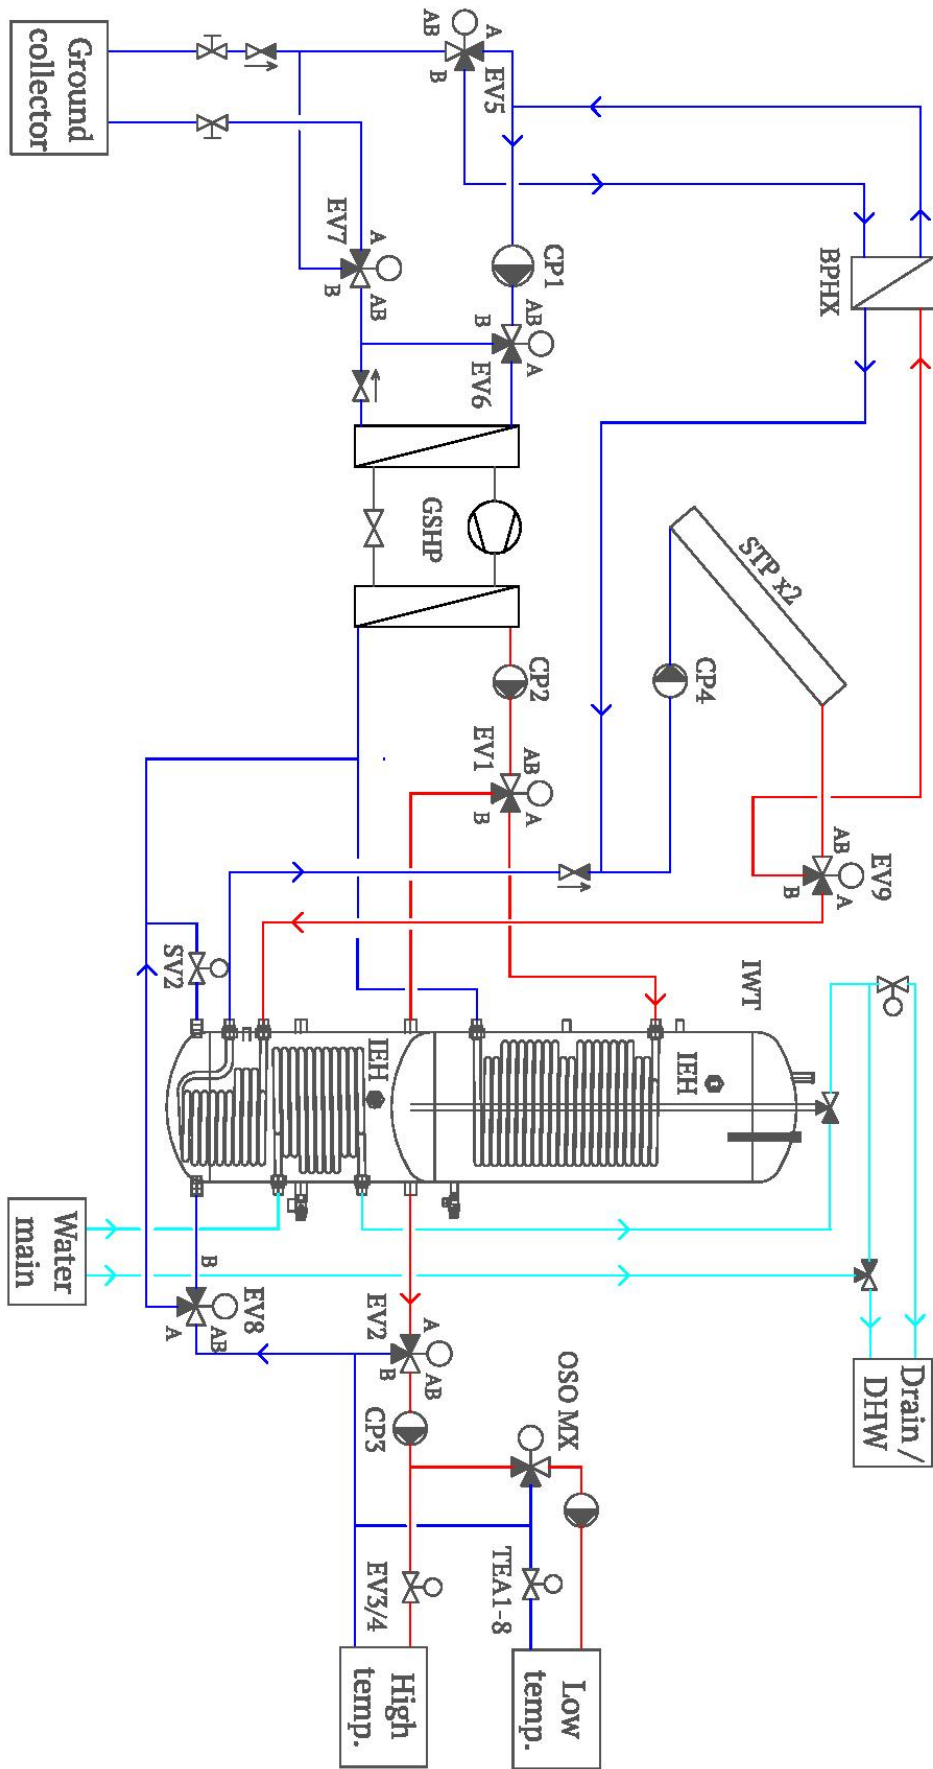 Drain /
DHW
EV9
AB
A
B
BPHX
STP x2
IWT
CP4
IEH
Low
temp.
OSO MX
CP1
AB
A
B
EV6
A
EV5
AB
B
CP2
AB
A
EV1
B
TEA1-8
GSHP
High
temp.
A
AB
EV2
B
CP3
EV3/4
IEH
A
AB
EV7
B
EV8
B
AB
A
SV2
Ground
collector
Water
main